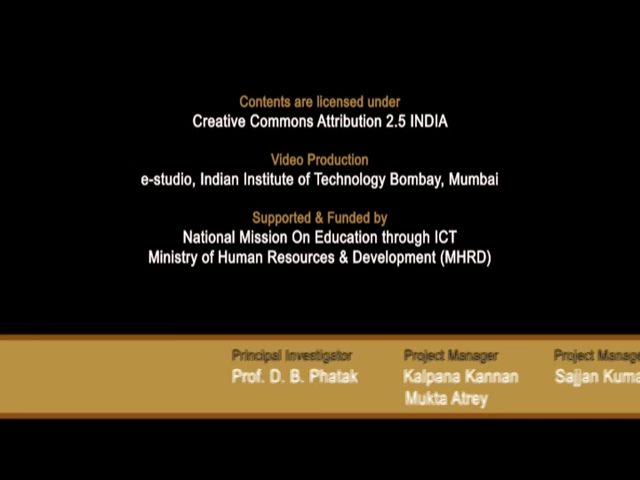 Contents are licensed under
Creative Commons Attribution 2.5 INDIA
Video Production
e-studio, Indian Institute of Technology Bombay, Mumbai
Supported & Funded by
National Mission On Education through ICT
Ministry of Human Resources & Development (MHRD)
Principal Investigator
Prof. D. B. Phatak
Project Manager
Kalpana Kannan
Mukta Atrey
Project
Sajjan